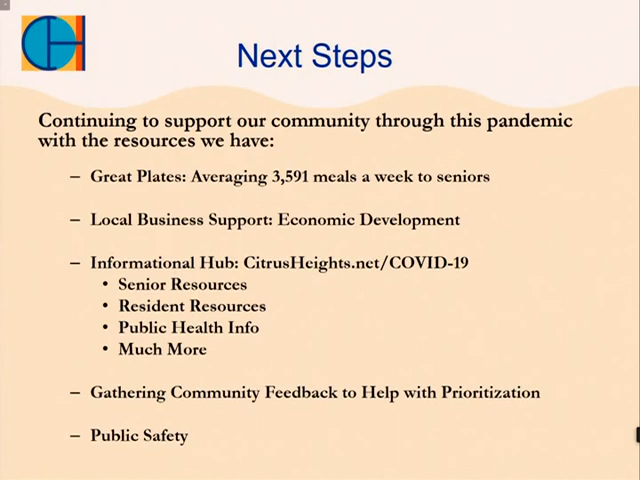 Next Steps
Continuing to support our community through this pandemic
with the resources we have:
– Great Plates: Averaging 3,591 meals a week to seniors
– Local Business Support: Economic Development
– Informational Hub: CitrusHeights.net/COVID-19
• Senior Resources
• Resident Resources
• Public Health Info
• Much More
– Gathering Community Feedback to Help with Prioritization
– Public Safety